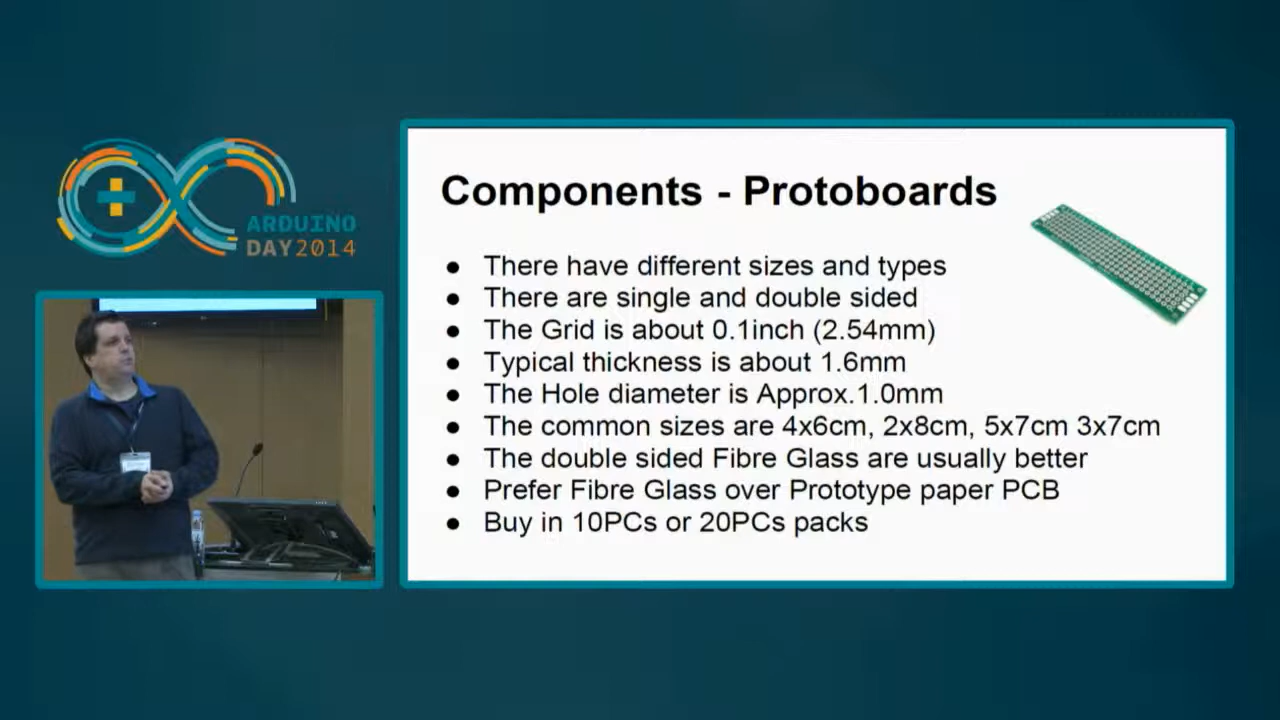 ARDUINO
DAY2014
Components - Protoboards
● There have different sizes and types
● There are single and double sided
● The Grid is about 0.1inch (2.54mm)
● Typical thickness is about 1.6mm
● The Hole diameter is Approx.1.0mm
● The common sizes are 4x6cm, 2x8cm, 5x7cm 3x7cm
● The double sided Fibre Glass are usually better
● Prefer Fibre Glass over Prototype paper PCB
● Buy in 10PCs or 20PCs packs